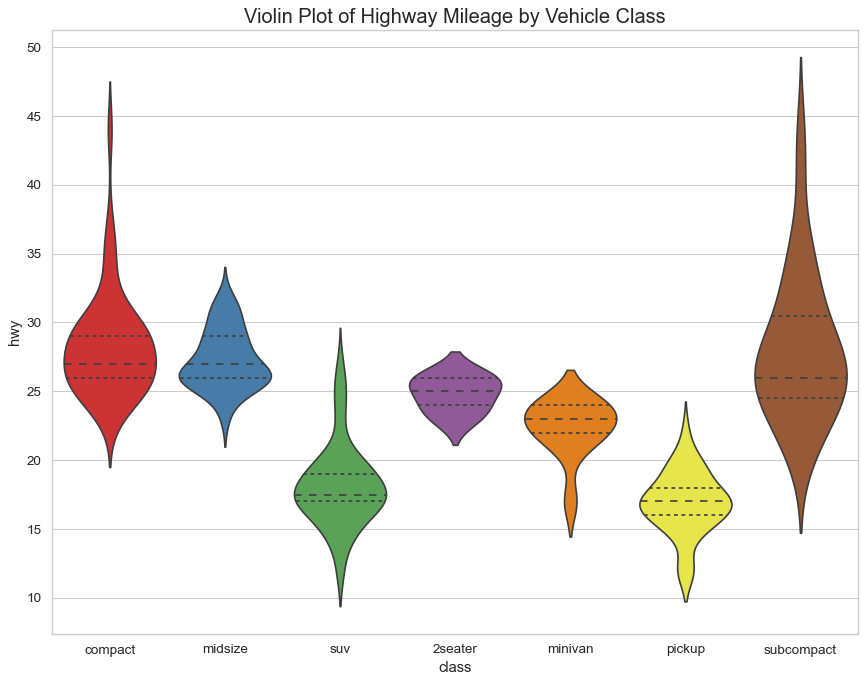 Violin Plot of Highway Mileage by Vehicle Class
50
45
40
35
30
25
20
15
10
hwy
compact midsize suv 2seater minivan pickup subcompact
class